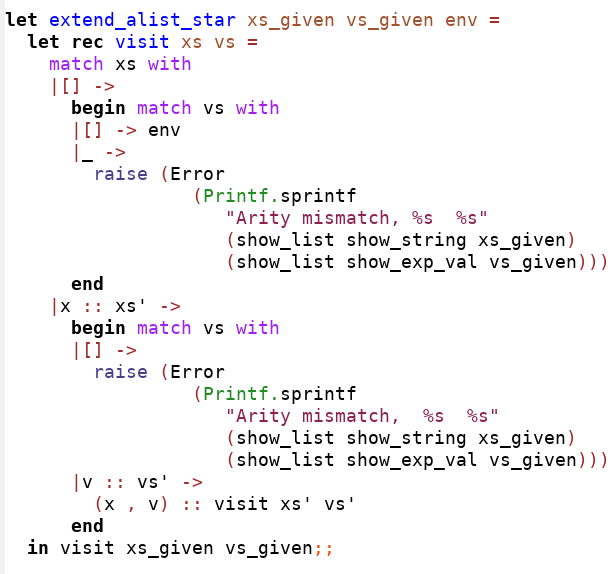 let extend_alist_star xs_given vs_given env =
  let rec visit xs vs =
    match xs with
    |[] ->
      begin match vs with
      |[] -> env
      |_ ->
        raise (Error
                 (Printf.sprintf
                    "Arity mismatch, %s  %s"
                    (show_list show_string xs_given)
                    (show_list show_exp_val vs_given)))
      end
    |x :: xs' ->
      begin match vs with
      |[] ->
        raise (Error
                 (Printf.sprintf
                    "Arity mismatch,  %s  %s"
                    (show_list show_string xs_given)
                    (show_list show_exp_val vs_given)))
      |v :: vs' ->
        (x , v) :: visit xs' vs'
      end
  in visit xs_given vs_given;;